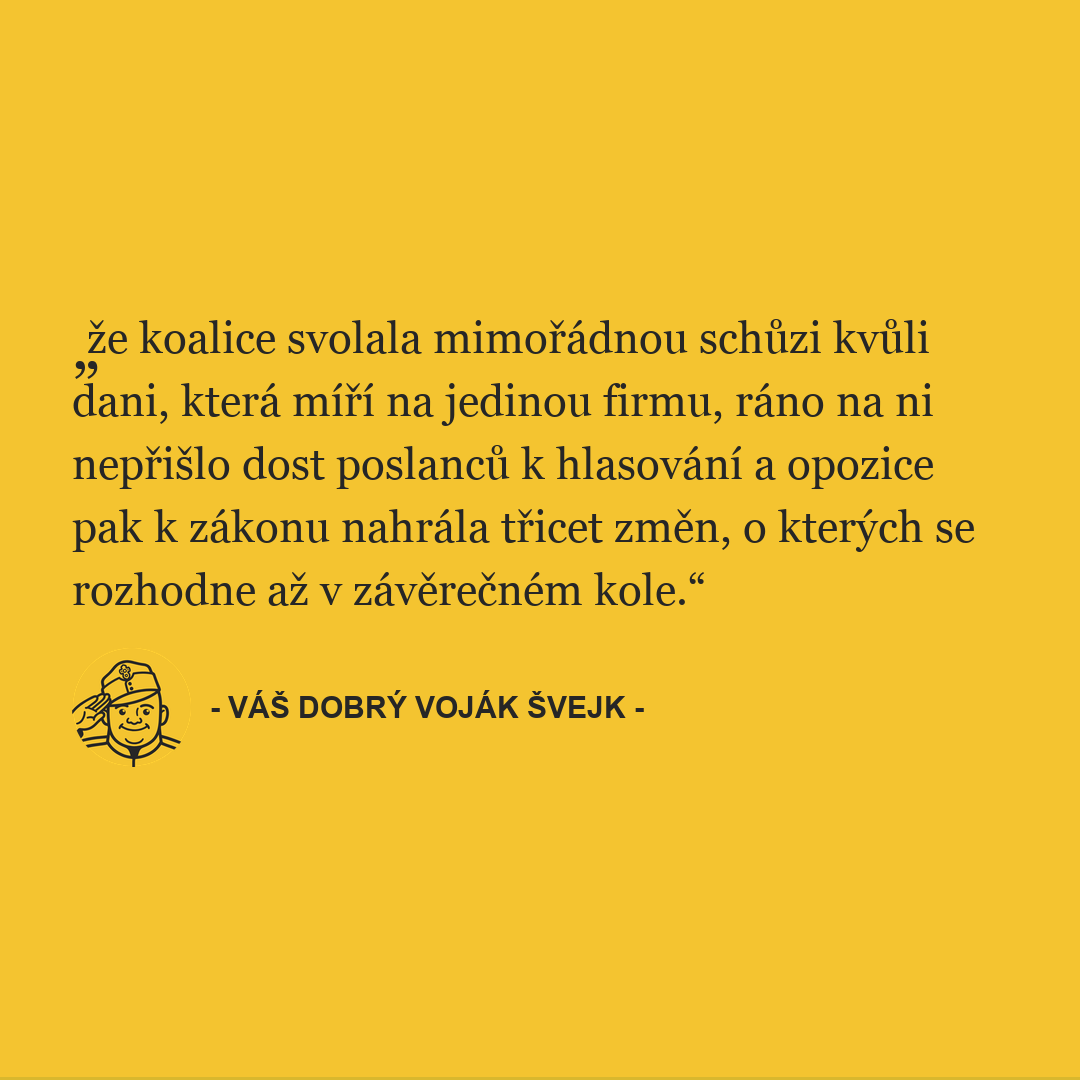 „že koalice svolala mimořádnou schůzi kvůli
dani, která míří na jedinou firmu, ráno na ni
nepřišlo dost poslanců k hlasování a opozice
pak k zákonu nahrála třicet změn, o kterých se
rozhodne až v závěrečném kole.“
- VÁŠ DOBRÝ VOJÁK ŠVEJK -